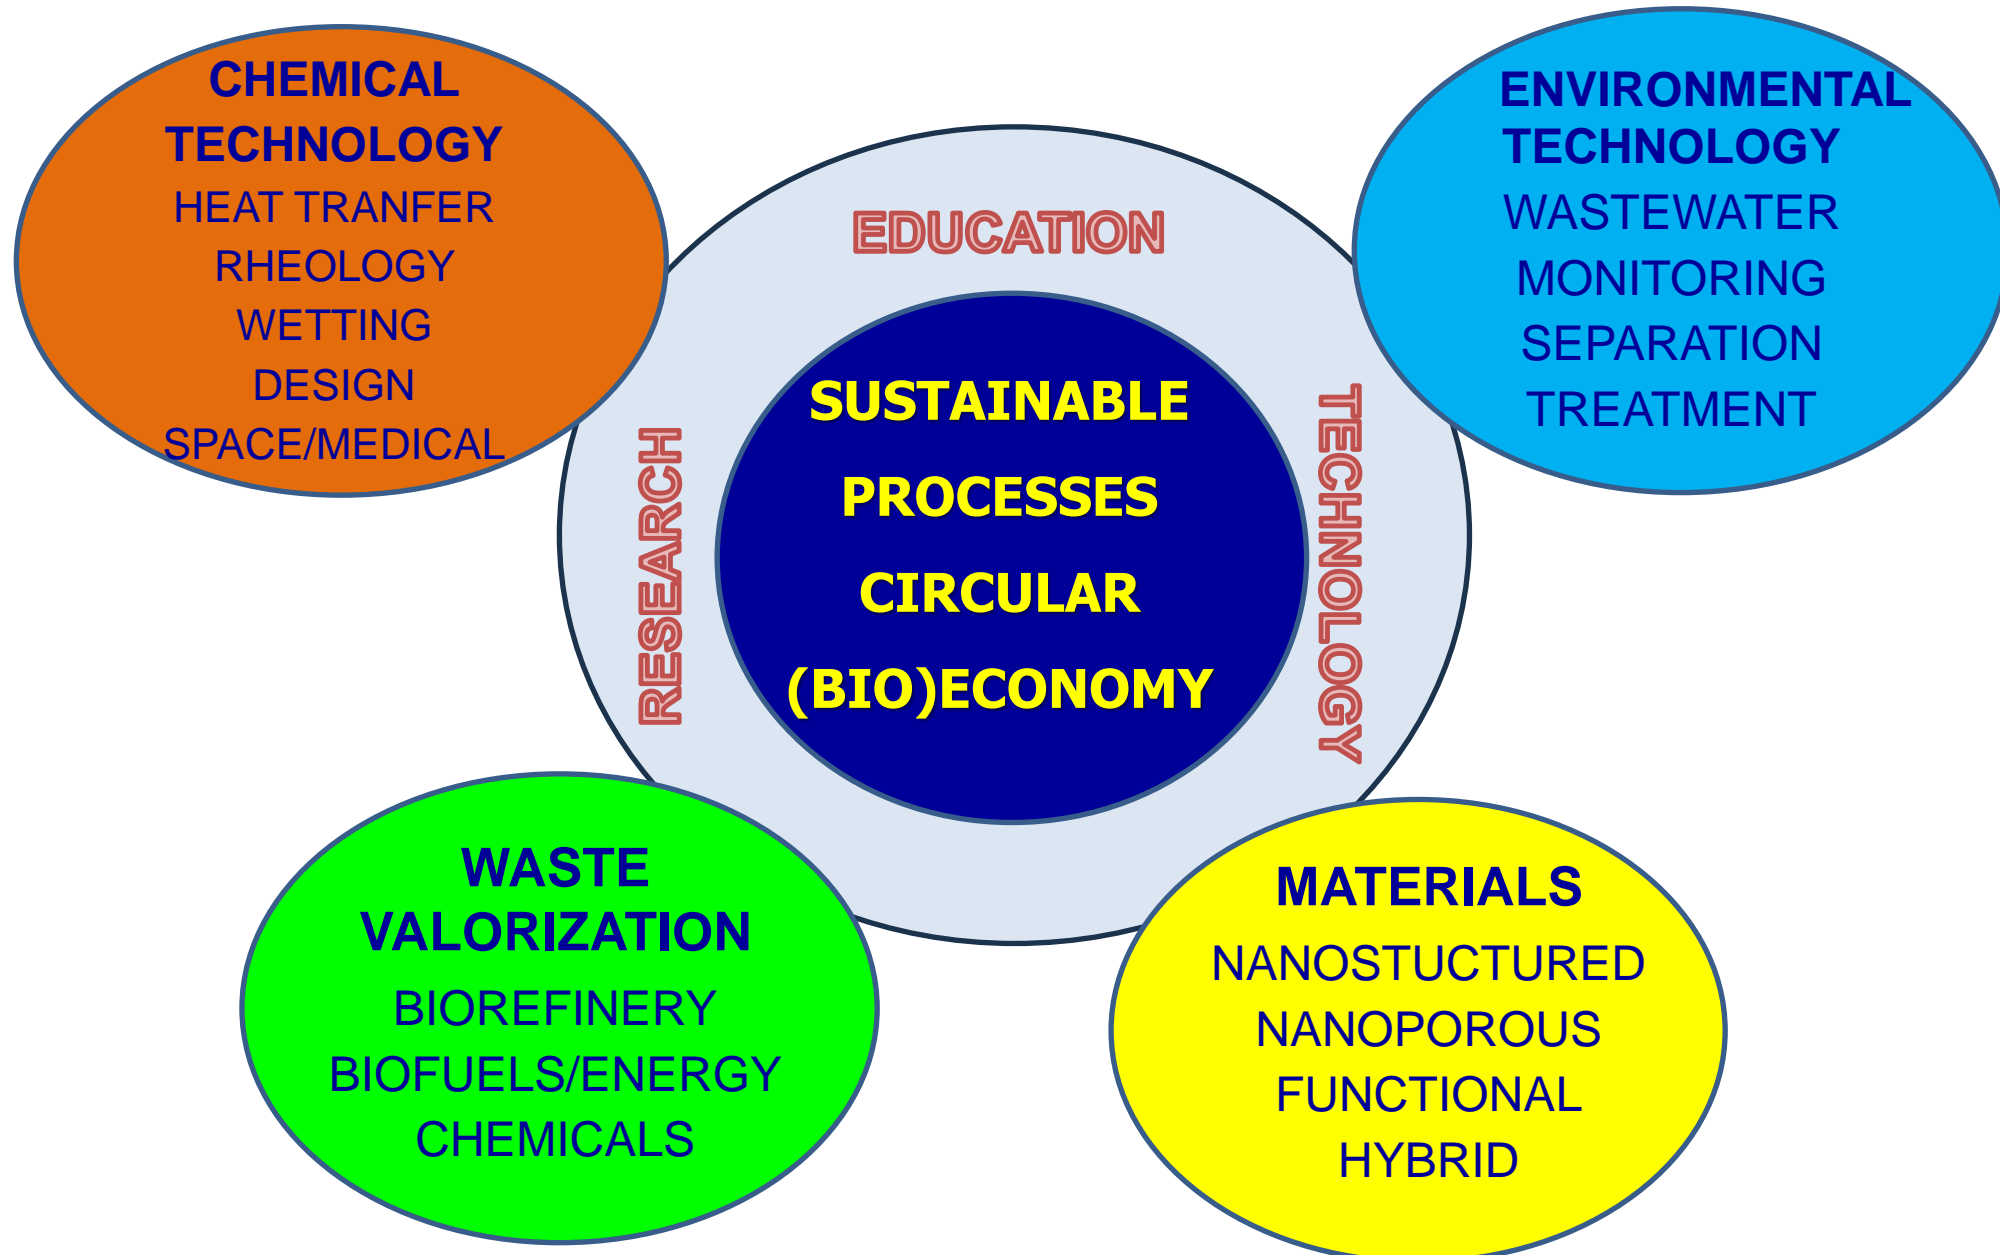 CHEMICAL
TECHNOLOGY
HEAT TRANFER
RHEOLOGY
WETTING
DESIGN
SPACE/MEDICAL
ENVIRONMENTAL
TECHNOLOGY
WASTEWATER
MONITORING
SEPARATION
TREATMENT
EDUCATION
RESEARCH
TECHNOLOGY
SUSTAINABLE
PROCESSES
CIRCULAR
(BIO)ECONOMY
WASTE
VALORIZATION
BIOREFINERY
BIOFUELS/ENERGY
CHEMICALS
MATERIALS
NANOSTUCTURED
NANOPOROUS
FUNCTIONAL
HYBRID